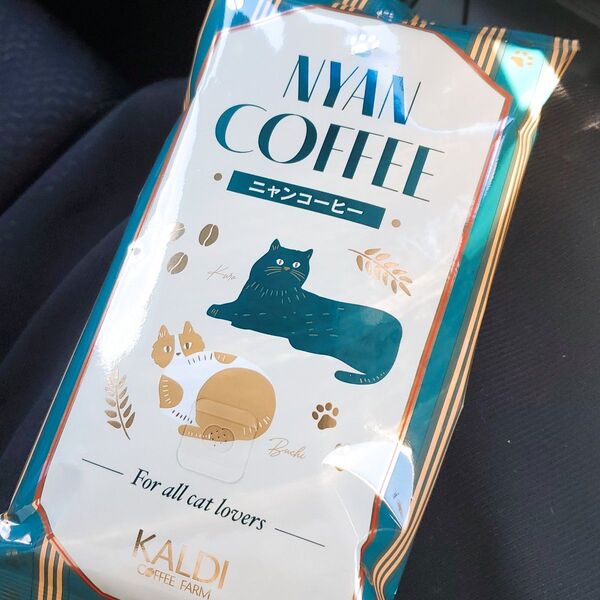 NYAN
COFFEE
ニャンコーヒー
Kuro
Buchi
For all cat lovers
KALDI
COFFEE FARM